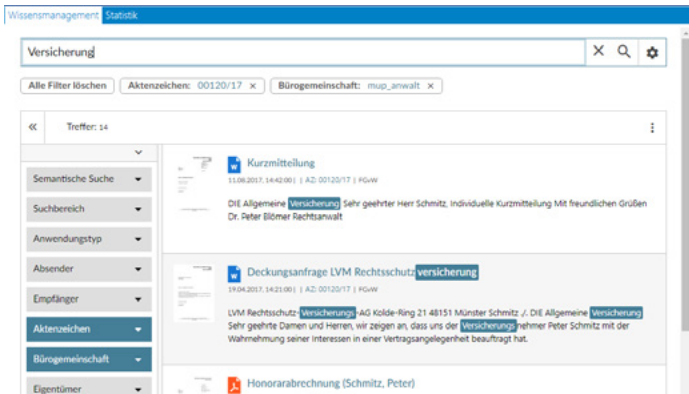 Wissensmanagement Statistik
Versicherung
Alle Filter löschen Aktenzeichen: 00120/17 × Bürogemeinschaft: mup_anwalt ×
« Treffer: 14
Semantische Suche
Suchbereich
Anwendungstyp
Absender
Empfänger
Aktenzeichen
Bürogemeinschaft
Eigentümer
Kurzmitteilung
11.08.2017, 14:42:00 | | AZ: 00120/17 | FGvW
DIE Allgemeine Versicherung Sehr geehrter Herr Schmitz, Individuelle Kurzmitteilung Mit freundlichen Grüßen
Dr. Peter Blömer Rechtsanwalt
Deckungsanfrage LVM Rechtsschutzversicherung
19.04.2017, 14:21:00 | | AZ: 00120/17 | FGvW
LVM Rechtsschutz-Versicherungs-AG Kolde-Ring 21 48151 Münster Schmitz ./. DIE Allgemeine Versicherung
Sehr geehrte Damen und Herren, wir zeigen an, dass uns der Versicherungsnehmer Peter Schmitz mit der
Wahrnehmung seiner Interessen in einer Vertragsangelegenheit beauftragt hat.
Honorarabrechnung (Schmitz, Peter)